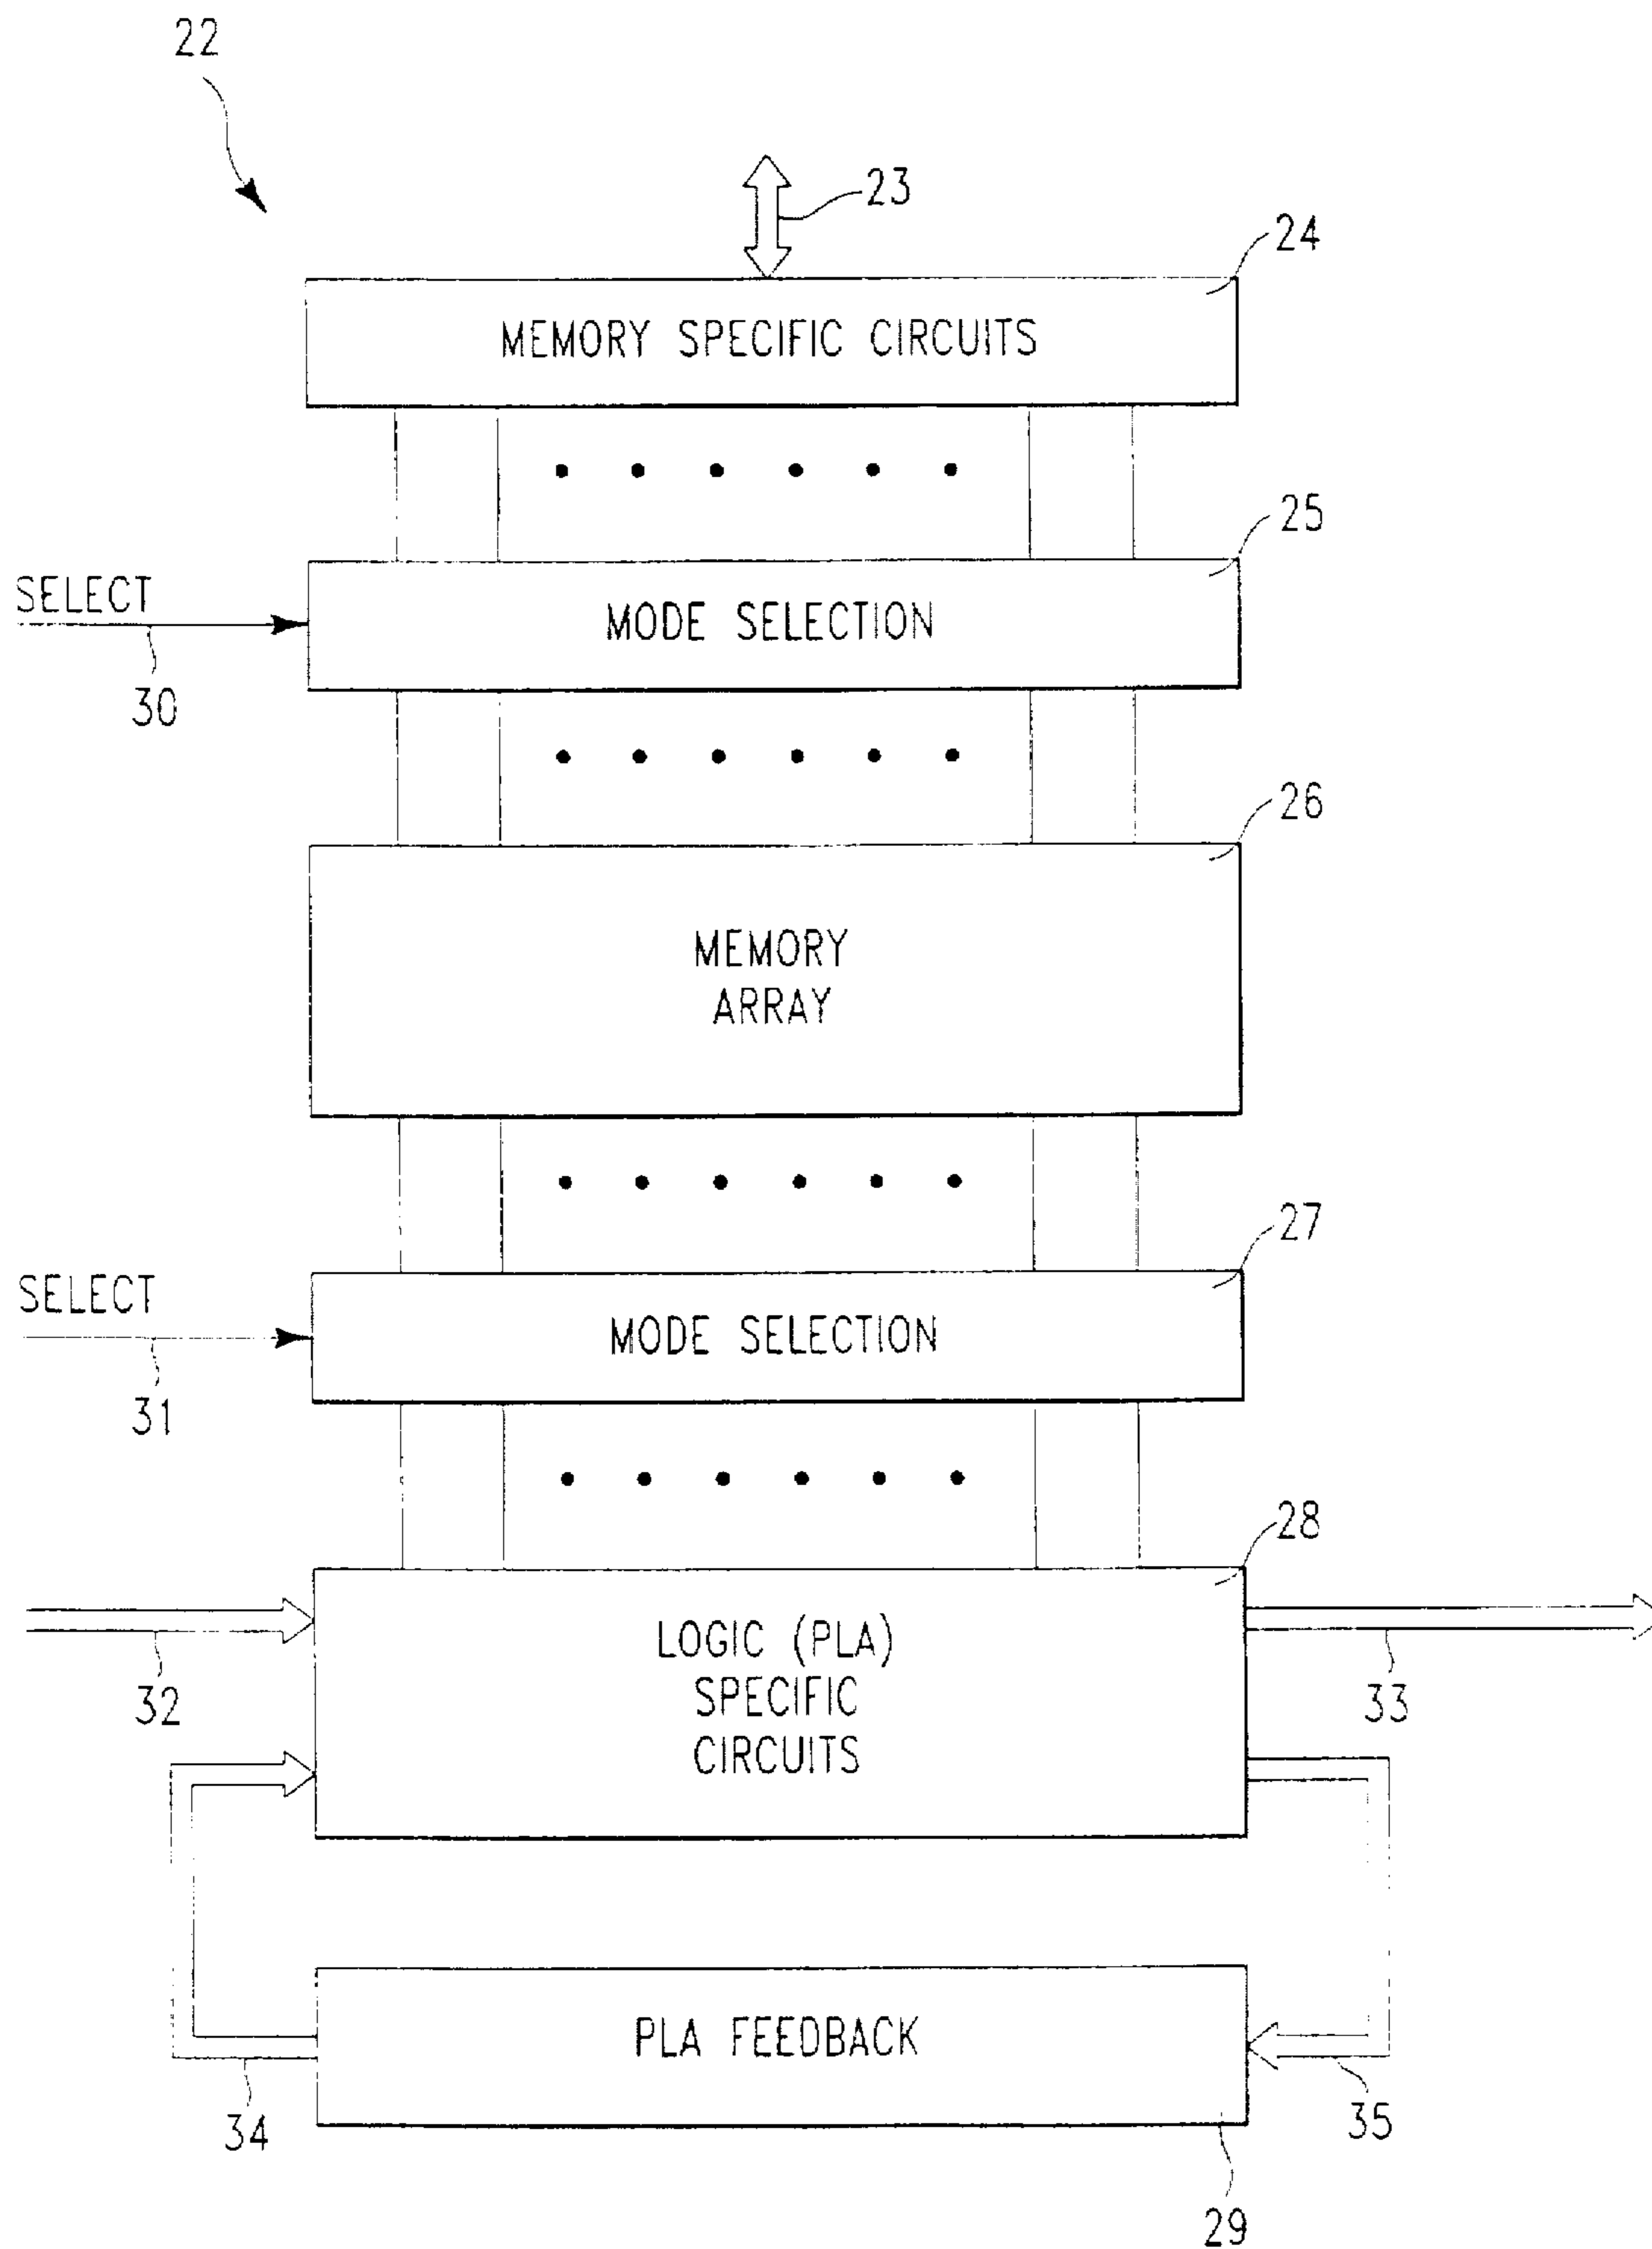 22
23
24
MEMORY SPECIFIC CIRCUITS
25
SELECT
MODE SELECTION
30
26
MEMORY
ARRAY
27
SELECT
MODE SELECTION
31
28
LOGIC (PLA)
SPECIFIC
CIRCUITS
32
33
PLA FEEDBACK
34
35
29